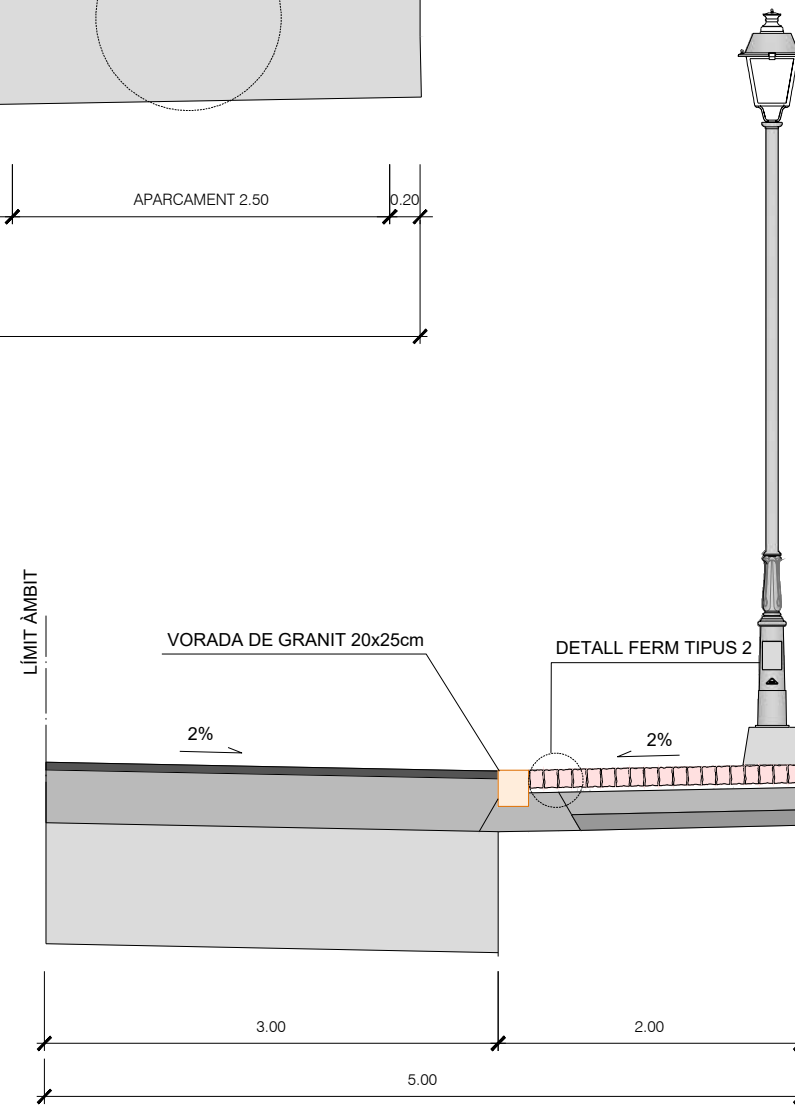 APARCAMENT 2.50
0.20
LÍMIT ÀMBIT
VORADA DE GRANIT 20x25cm
DETALL FERM TIPUS 2
2%
2%
3.00
2.00
5.00